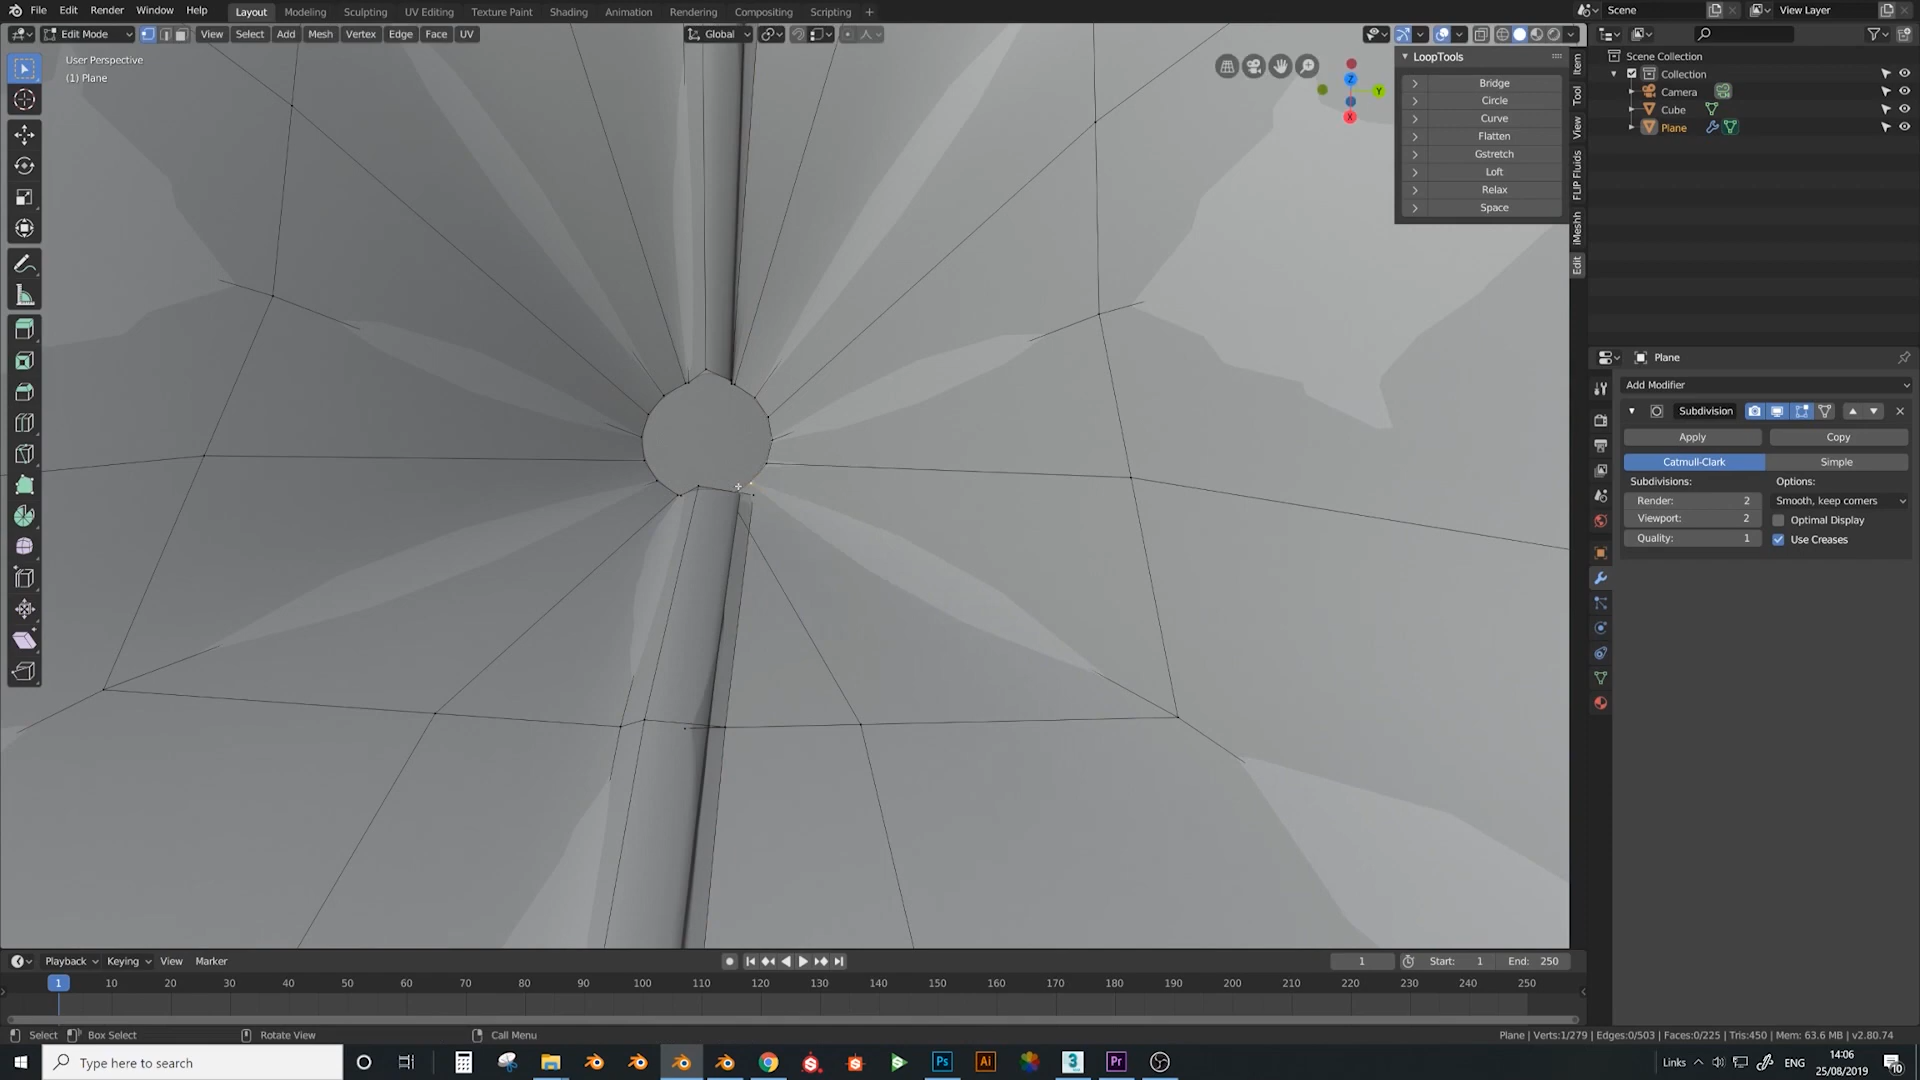 File Edit Render Window Help Layout Modeling Sculpting UV Editing Texture Paint Shading Animation Rendering Compositing Scripting + Scene View Layer
Edit Mode View Select Add Mesh Vertex Edge Face UV Global
User Perspective
(1) Plane
LoopTools
Bridge
Circle
Curve
Flatten
Gstretch
Loft
Relax
Space
Item
Tool
View
FLIP Fluids
iMeshh
Edit
Z
Y
X
Scene Collection
Collection
Camera
Cube
Plane
Plane
Add Modifier
Subdivision
Apply Copy
Catmull-Clark Simple
Subdivisions: Options:
Render: 2 Smooth, keep corners
Viewport: 2 Optimal Display
Quality: 1 Use Creases
Playback Keying View Marker 1 Start: 1 End: 250
1 10 20 30 40 50 60 70 80 90 100 110 120 130 140 150 160 170 180 190 200 210 220 230 240 250
Select Box Select Rotate View Call Menu Plane | Verts:1/279 | Edges:0/503 | Faces:0/225 | Tris:450 | Mem: 63.6 MB | v2.80.74
Type here to search Ps Ai 3 Pr Links ENG 14:06
25/08/2019 10